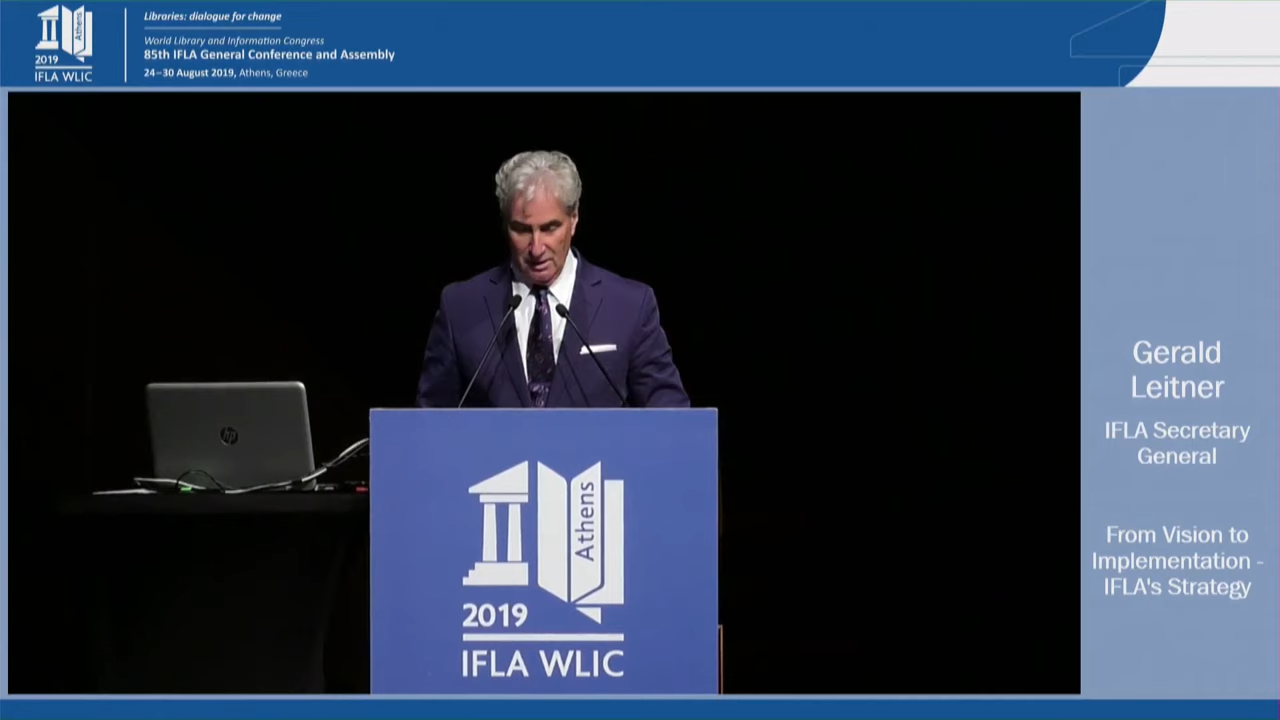 Athens
2019
IFLA WLIC
Libraries: dialogue for change
World Library and Information Congress
85th IFLA General Conference and Assembly
24–30 August 2019, Athens, Greece
hp
Athens
2019
IFLA WLIC
Gerald
Leitner
IFLA Secretary
General
From Vision to
Implementation -
IFLA's Strategy